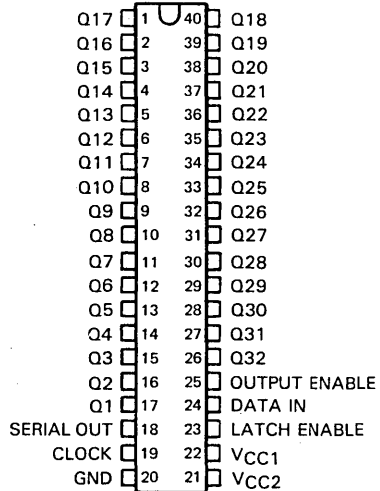 Q17 1 40 Q18
Q16 2 39 Q19
Q15 3 38 Q20
Q14 4 37 Q21
Q13 5 36 Q22
Q12 6 35 Q23
Q11 7 34 Q24
Q10 8 33 Q25
Q9 9 32 Q26
Q8 10 31 Q27
Q7 11 30 Q28
Q6 12 29 Q29
Q5 13 28 Q30
Q4 14 27 Q31
Q3 15 26 Q32
Q2 16 25 OUTPUT ENABLE
Q1 17 24 DATA IN
SERIAL OUT 18 23 LATCH ENABLE
CLOCK 19 22 VCC1
GND 20 21 VCC2